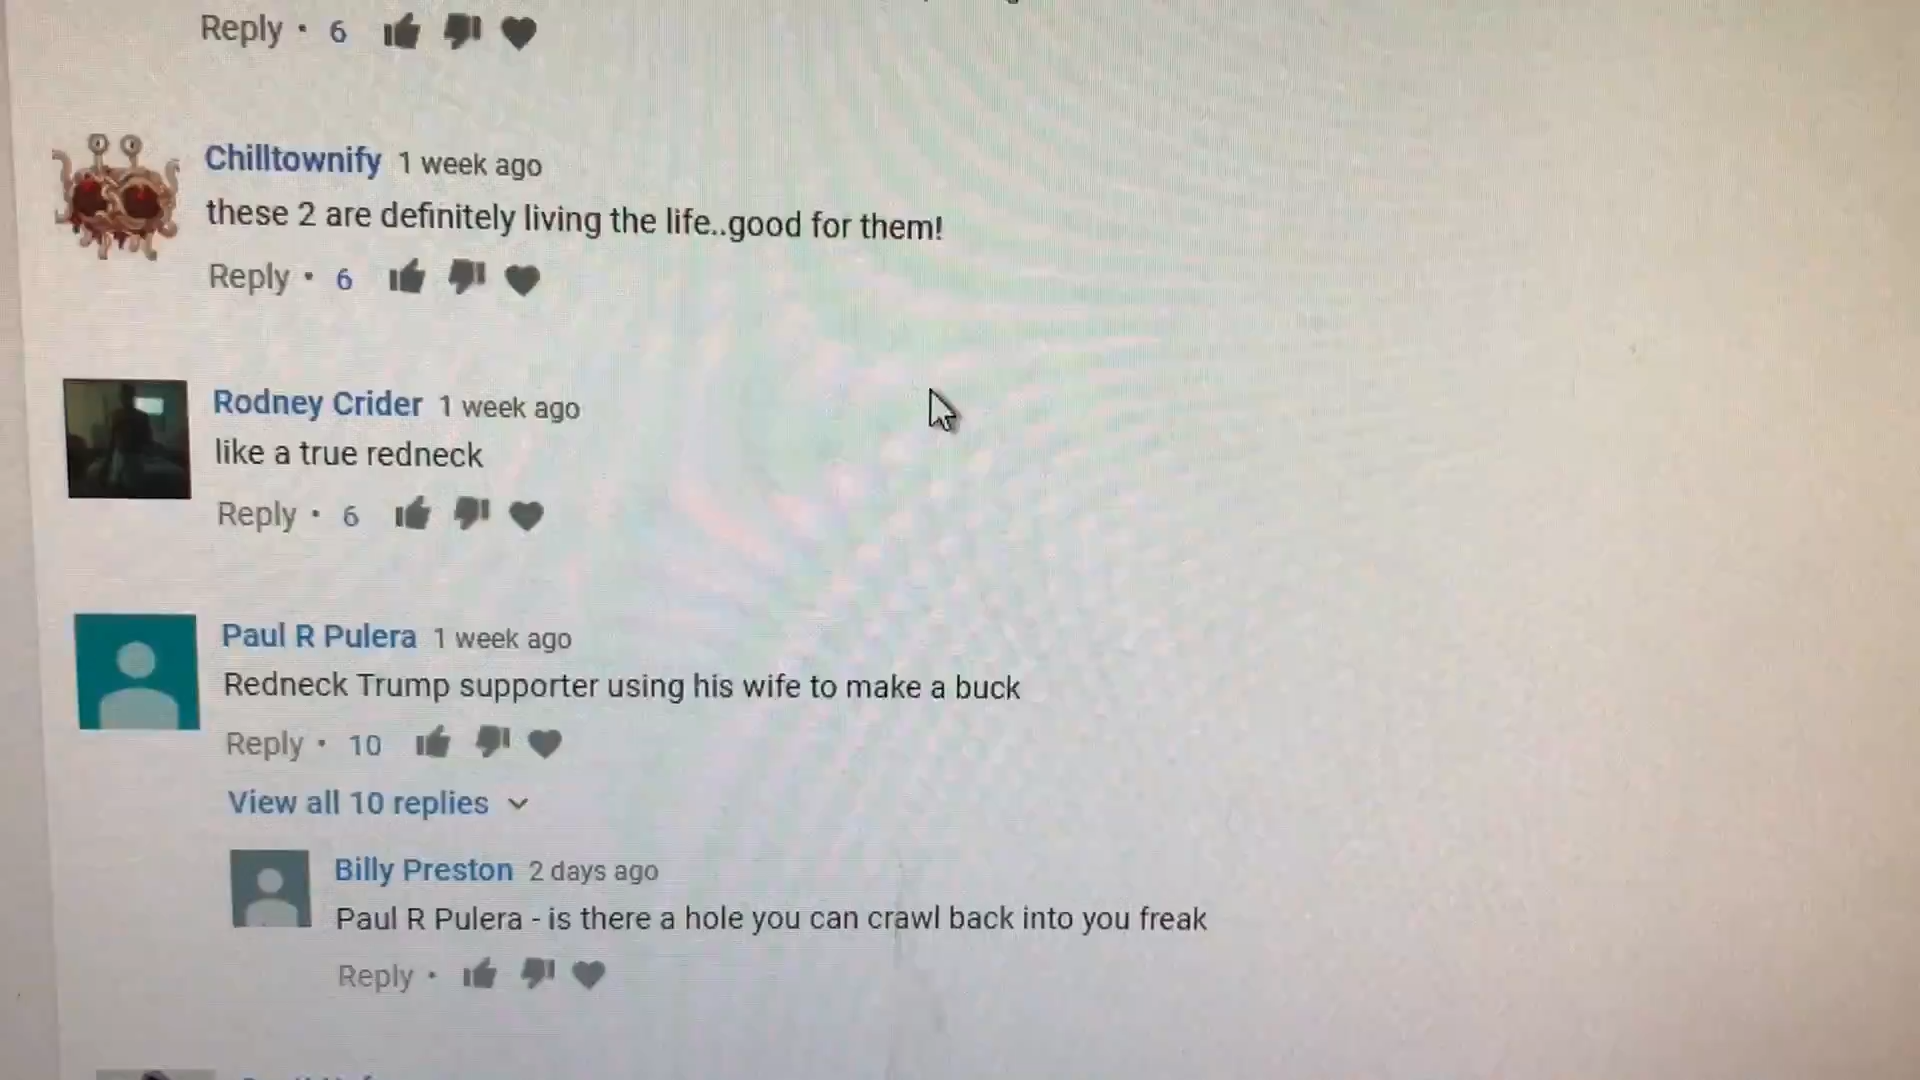 Reply • 6
Chilltownify 1 week ago
these 2 are definitely living the life..good for them!
Reply • 6
Rodney Crider 1 week ago
like a true redneck
Reply • 6
Paul R Pulera 1 week ago
Redneck Trump supporter using his wife to make a buck
Reply • 10
View all 10 replies
Billy Preston 2 days ago
Paul R Pulera - is there a hole you can crawl back into you freak
Reply •